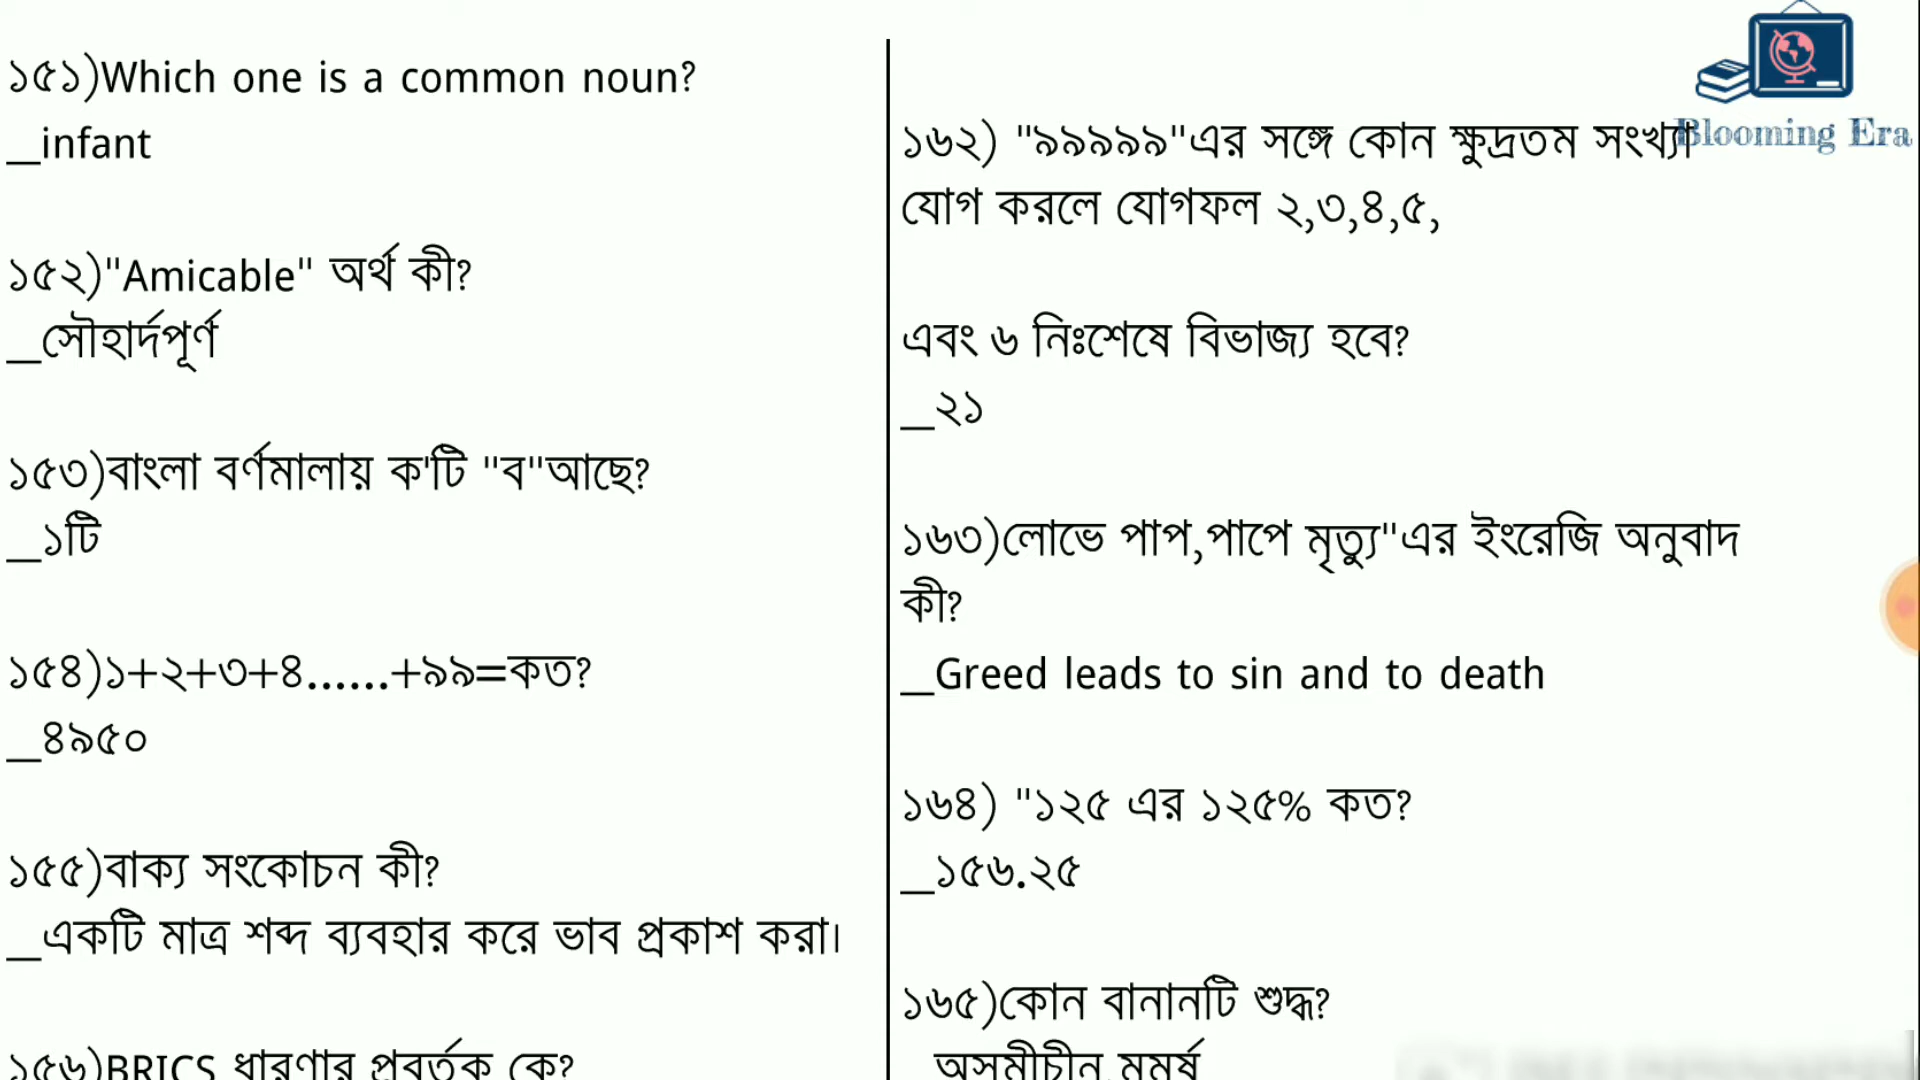 ১৫১)Which one is a common noun?
_infant
১৫২)"Amicable" অর্থ কী?
_সৌহার্দপূর্ণ
১৫৩)বাংলা বর্ণমালায় ক'টি "ব"আছে?
_১টি
১৫৪)১+২+৩+৪......+৯৯=কত?
_৪৯৫০
১৫৫)বাক্য সংকোচন কী?
_একটি মাত্র শব্দ ব্যবহার করে ভাব প্রকাশ করা।
১৫৬)BRICS ধারণার প্রবর্তক কে?
Blooming Era
১৬২) "৯৯৯৯৯"এর সঙ্গে কোন ক্ষুদ্রতম সংখ্যা
যোগ করলে যোগফল ২,৩,৪,৫,
এবং ৬ নিঃশেষে বিভাজ্য হবে?
_২১
১৬৩)লোভে পাপ,পাপে মৃত্যু"এর ইংরেজি অনুবাদ
কী?
_Greed leads to sin and to death
১৬৪) "১২৫ এর ১২৫% কত?
_১৫৬.২৫
১৬৫)কোন বানানটি শুদ্ধ?